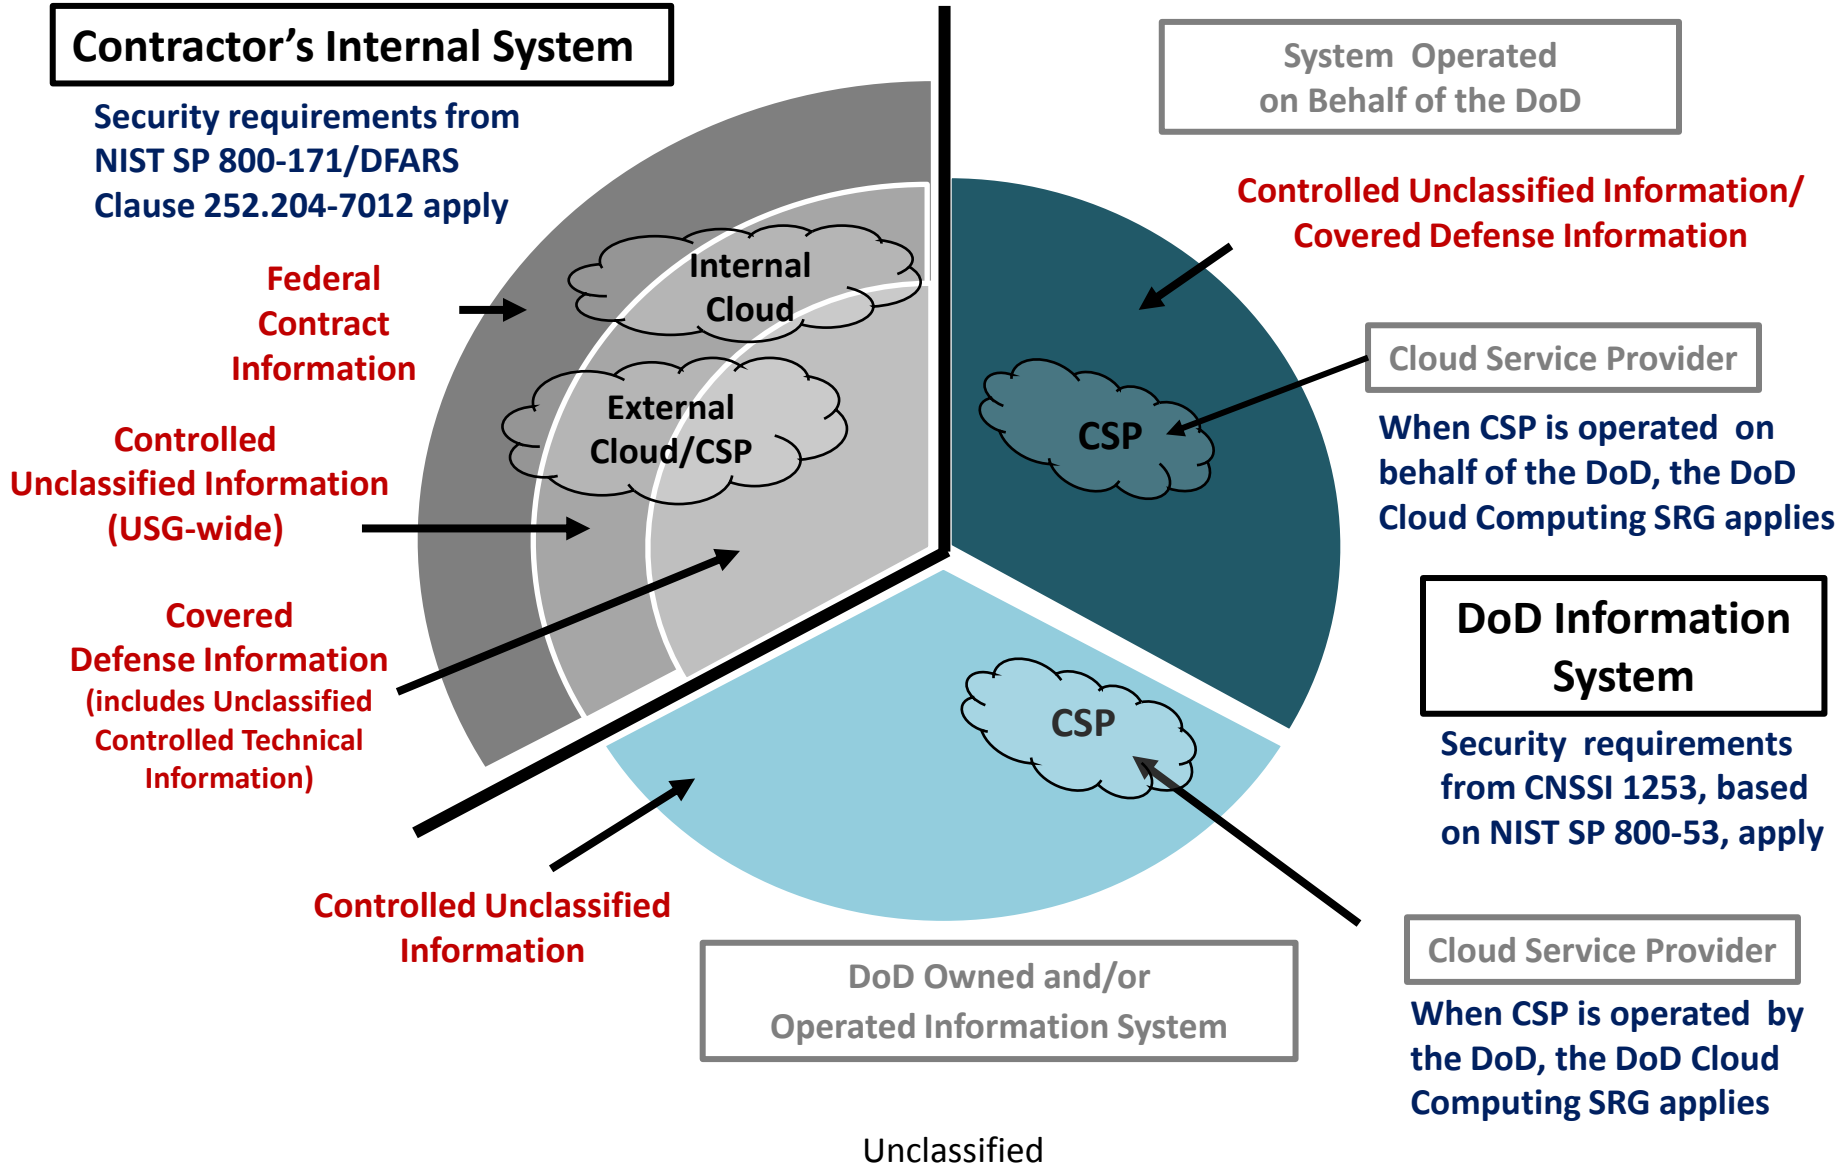 Contractor’s Internal System
Security requirements from
NIST SP 800-171/DFARS
Clause 252.204-7012 apply
Federal
Contract
Information
Controlled
Unclassified Information
(USG-wide)
Covered
Defense Information
(includes Unclassified
Controlled Technical
Information)
Internal
Cloud
External
Cloud/CSP
System Operated
on Behalf of the DoD
Controlled Unclassified Information/
Covered Defense Information
Cloud Service Provider
CSP
When CSP is operated on
behalf of the DoD, the DoD
Cloud Computing SRG applies
DoD Information
System
Security requirements
from CNSSI 1253, based
on NIST SP 800-53, apply
CSP
Controlled Unclassified
Information
DoD Owned and/or
Operated Information System
Cloud Service Provider
When CSP is operated by
the DoD, the DoD Cloud
Computing SRG applies
Unclassified